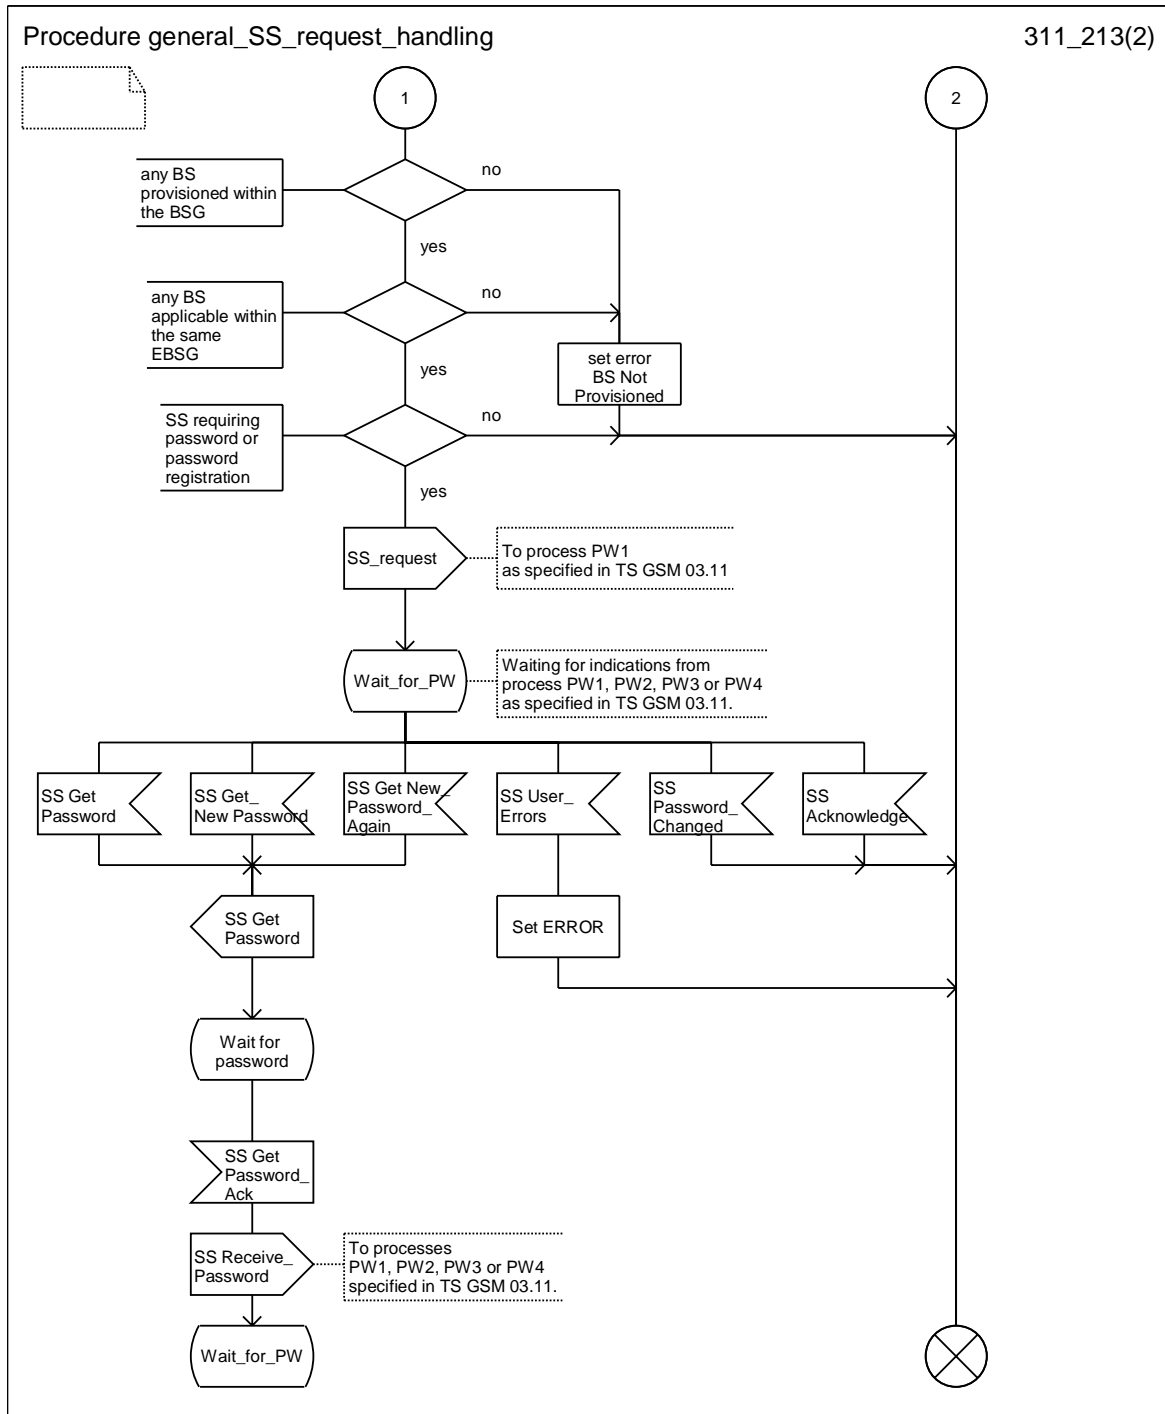 Procedure general_SS_request_handling
311_213(2)
1
2
any BS
provisioned within
the BSG
no
yes
any BS
applicable within
the same
EBSG
no
yes
set error
BS Not
Provisioned
SS requiring
password or
password
registration
no
yes
SS_request
To process PW1
as specified in TS GSM 03.11
Wait_for_PW
Waiting for indications from
process PW1, PW2, PW3 or PW4
as specified in TS GSM 03.11.
SS Get
Password
SS Get_
New Password
SS Get New_
Password_
Again
SS User_
Errors
SS
Password_
Changed
SS
Acknowledge
SS Get
Password
Set ERROR
Wait for
password
SS Get
Password_
Ack
SS Receive_
Password
To processes
PW1, PW2, PW3 or PW4
specified in TS GSM 03.11.
Wait_for_PW